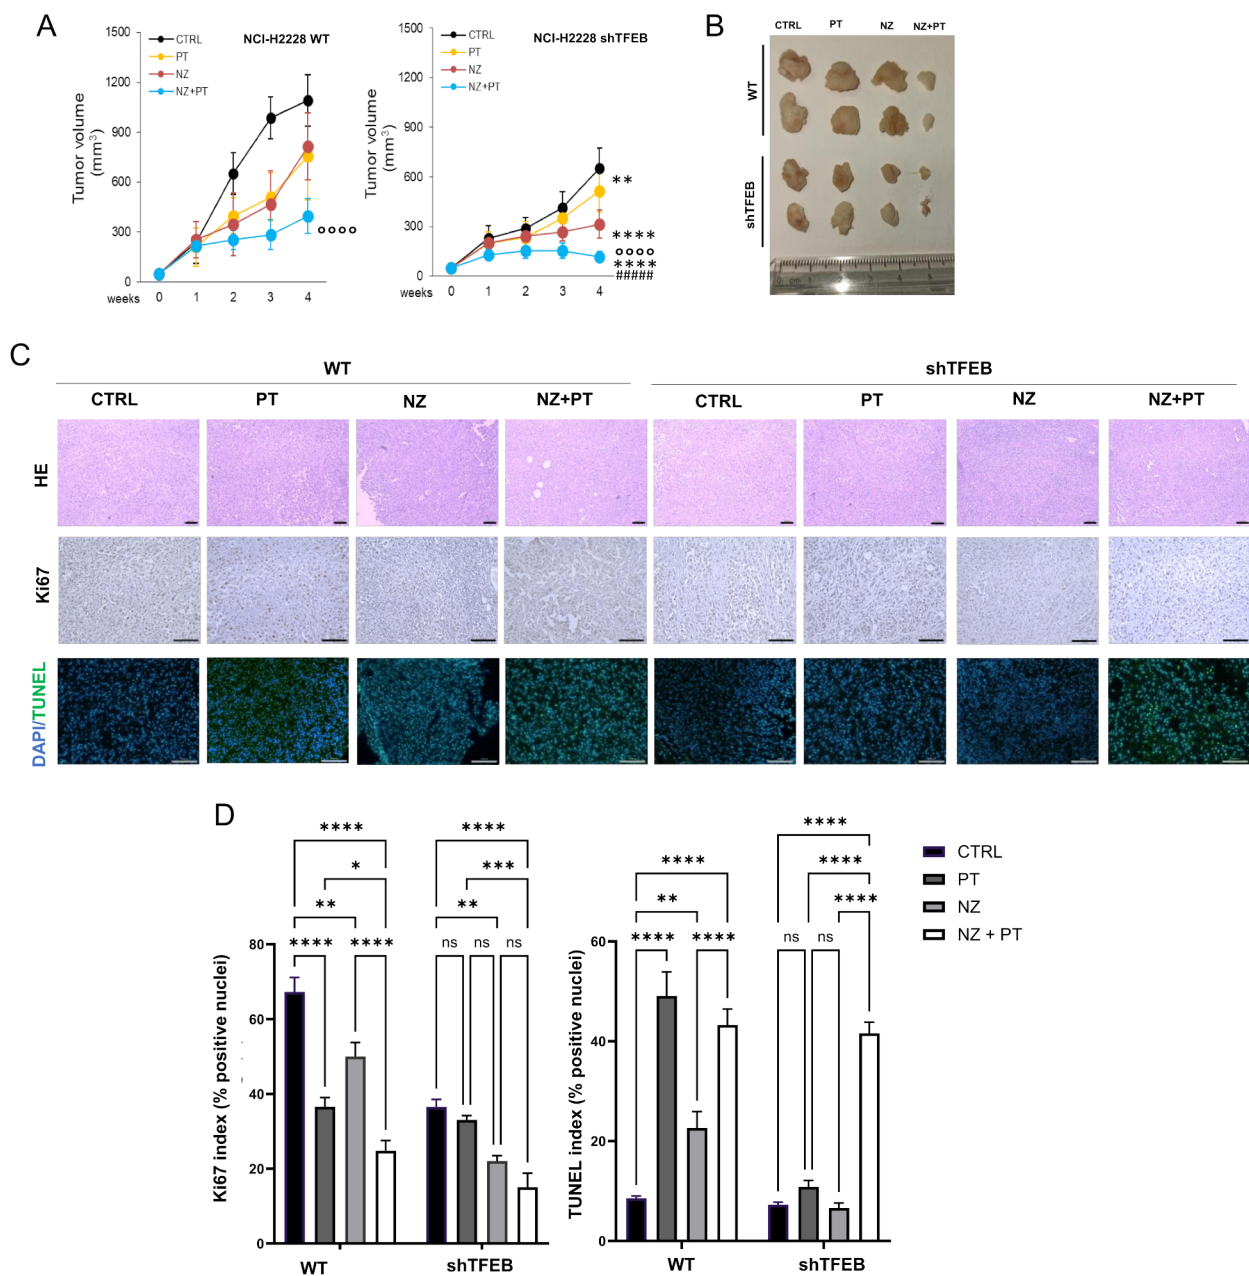 A
NCI-H2228 WT
CTRL
PT
NZ
NZ+PT
Tumor volume
(mm³)
1500
1200
900
600
300
0
weeks 0 1 2 3 4
oooo
NCI-H2228 shTFEB
CTRL
PT
NZ
NZ+PT
Tumor volume
(mm³)
1500
1200
900
600
300
0
weeks 0 1 2 3 4
**
****
oooo
****
#####
B
CTRL PT NZ NZ+PT
WT
shTFEB
0 cm 1
4 5
C
WT shTFEB
CTRL PT NZ NZ+PT CTRL PT NZ NZ+PT
HE
Ki67
DAPI/TUNEL
D
Ki67 index (% positive nuclei)
80
60
40
20
0
WT shTFEB
****
*
**
**** ****
****
***
**
ns ns ns
TUNEL index (% positive nuclei)
60
40
20
0
WT shTFEB
****
**
**** ****
****
****
****
ns ns
CTRL
PT
NZ
NZ + PT